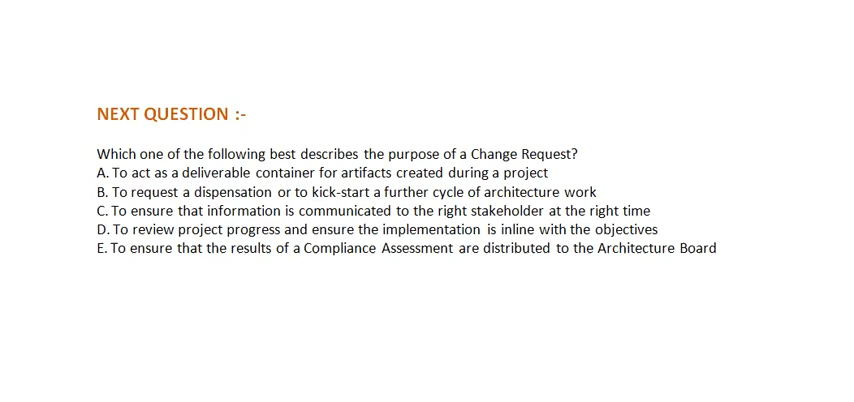 NEXT QUESTION :-
Which one of the following best describes the purpose of a Change Request?
A. To act as a deliverable container for artifacts created during a project
B. To request a dispensation or to kick-start a further cycle of architecture work
C. To ensure that information is communicated to the right stakeholder at the right time
D. To review project progress and ensure the implementation is inline with the objectives
E. To ensure that the results of a Compliance Assessment are distributed to the Architecture Board